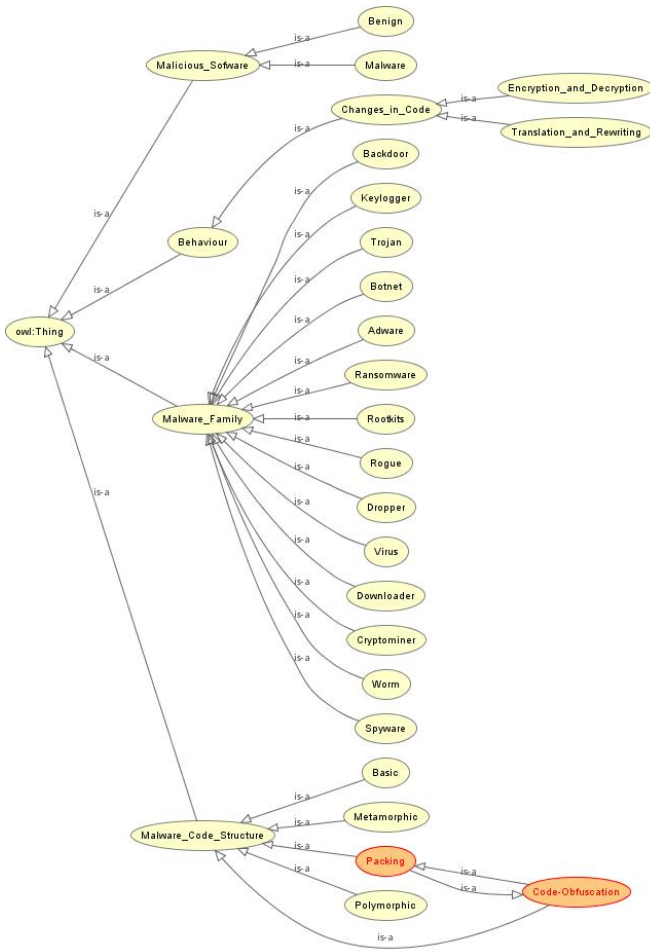 Benign
is-a
Malicious_Sofware
is-a
Malware
Encryption_and_Decryption
is-a
Changes_in_Code
is-a
Translation_and_Rewriting
is-a
Backdoor
is-a
Keylogger
is-a
is-a
Trojan
Behaviour
is-a
is-a
Botnet
is-a
owl:Thing
Adware
is-a
is-a
Ransomware
is-a
Malware_Family
is-a
Rootkits
is-a
Rogue
is-a
is-a
Dropper
is-a
Virus
is-a
Downloader
is-a
Cryptominer
is-a
Worm
is-a
Spyware
Basic
is-a
Metamorphic
is-a
Malware_Code_Structure
is-a
Packing
is-a
is-a
Code-Obfuscation
is-a
Polymorphic
is-a